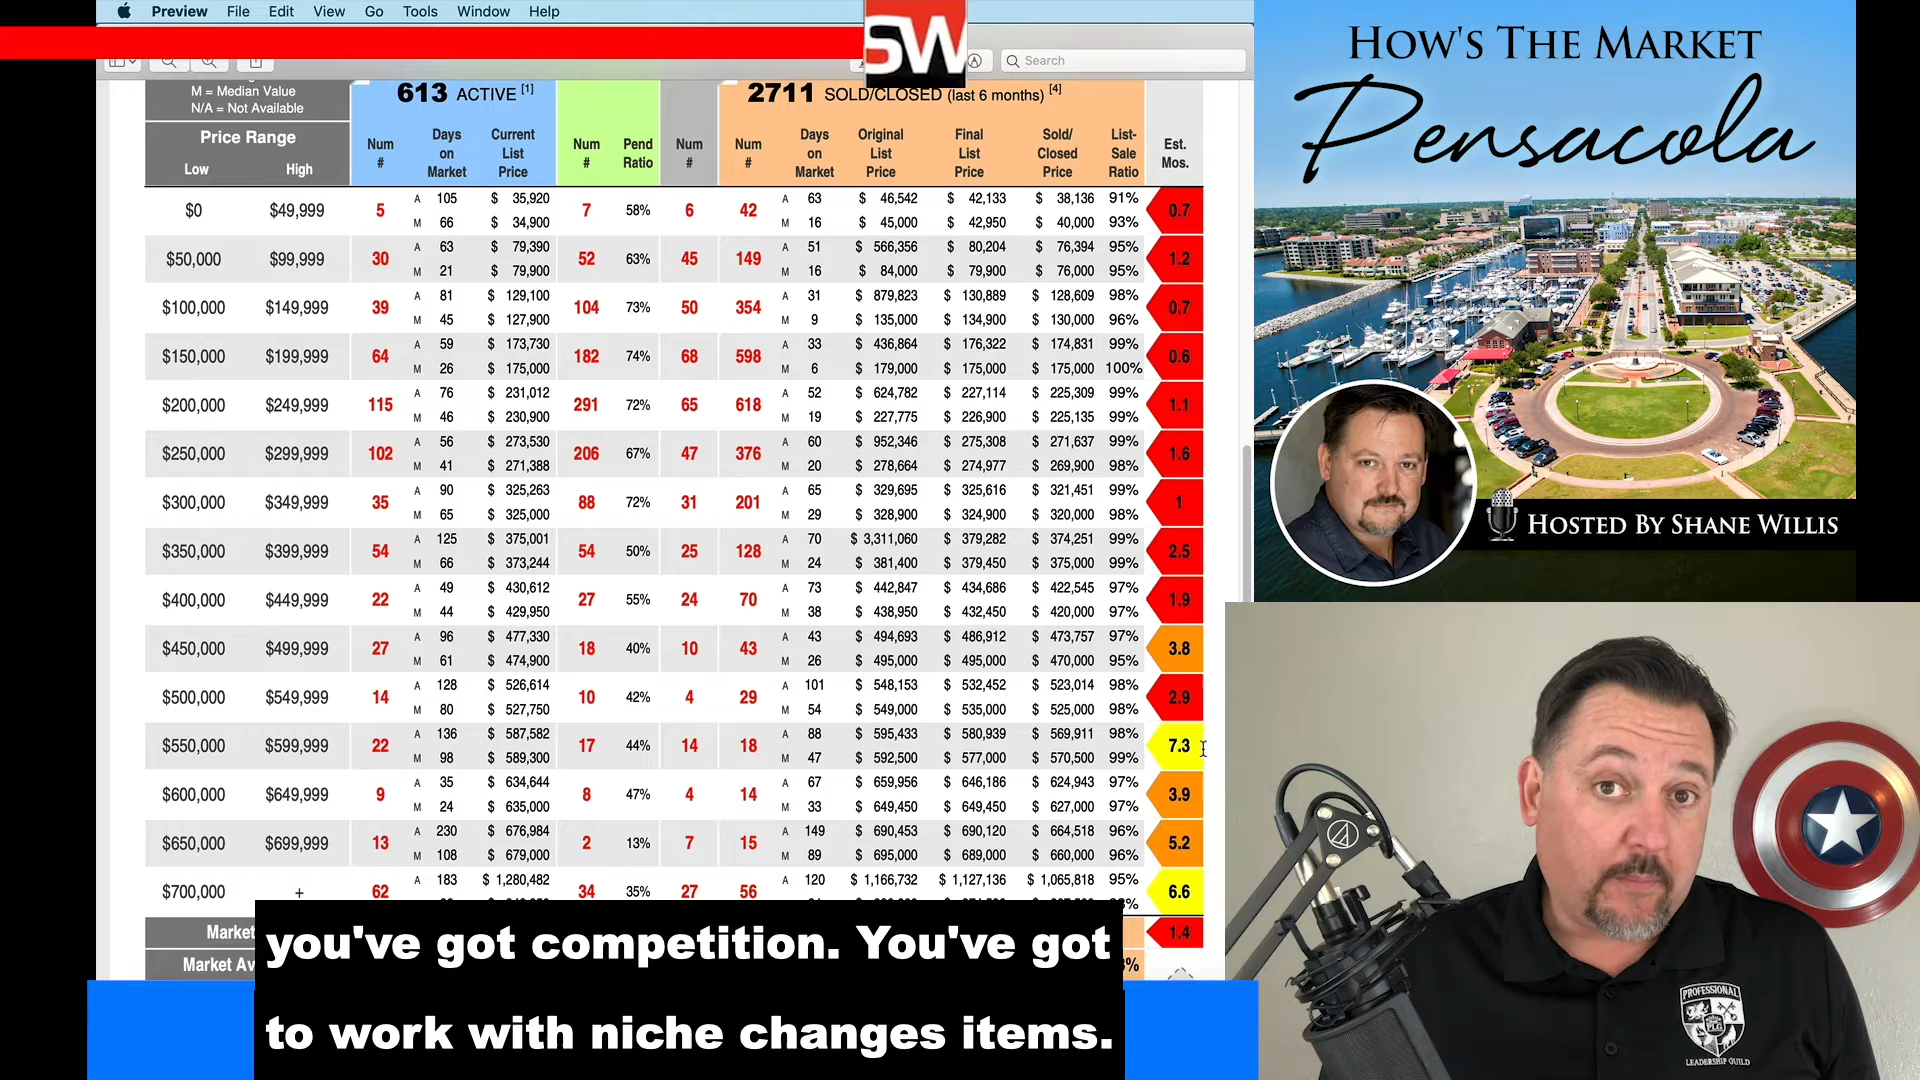 Preview File Edit View Go Tools Window Help
SW
Search
M = Median Value
N/A = Not Available
613 ACTIVE [1]
2711 SOLD/CLOSED (last 6 months) [4]
Price Range
Low High
Num # Days on Market Current List Price Num # Pend Ratio Num # Num # Days on Market Original List Price Final List Price Sold/ Closed Price List-Sale Ratio Est. Mos.
$0 $49,999 5 A 105 $ 35,920 7 58% 6 42 A 63 $ 46,542 $ 42,133 $ 38,136 91% 0.7
M 66 $ 34,900 M 16 $ 45,000 $ 42,950 $ 40,000 93%
$50,000 $99,999 30 A 63 $ 79,390 52 63% 45 149 A 51 $ 566,356 $ 80,204 $ 76,394 95% 1.2
M 21 $ 79,900 M 16 $ 84,000 $ 79,900 $ 76,000 95%
$100,000 $149,999 39 A 81 $ 129,100 104 73% 50 354 A 31 $ 879,823 $ 130,889 $ 128,609 98% 0.7
M 45 $ 127,900 M 9 $ 135,000 $ 134,900 $ 130,000 96%
$150,000 $199,999 64 A 59 $ 173,730 182 74% 68 598 A 33 $ 436,864 $ 176,322 $ 174,831 99% 0.6
M 26 $ 175,000 M 6 $ 179,000 $ 175,000 $ 175,000 100%
$200,000 $249,999 115 A 76 $ 231,012 291 72% 65 618 A 52 $ 624,782 $ 227,114 $ 225,309 99% 1.1
M 46 $ 230,900 M 19 $ 227,775 $ 226,900 $ 225,135 99%
$250,000 $299,999 102 A 56 $ 273,530 206 67% 47 376 A 60 $ 952,346 $ 275,308 $ 271,637 99% 1.6
M 41 $ 271,388 M 20 $ 278,664 $ 274,977 $ 269,900 98%
$300,000 $349,999 35 A 90 $ 325,263 88 72% 31 201 A 65 $ 329,695 $ 325,616 $ 321,451 99% 1
M 65 $ 325,000 M 29 $ 328,900 $ 324,900 $ 320,000 98%
$350,000 $399,999 54 A 125 $ 375,001 54 50% 25 128 A 70 $ 3,311,060 $ 379,282 $ 374,251 99% 2.5
M 66 $ 373,244 M 24 $ 381,400 $ 379,450 $ 375,000 99%
$400,000 $449,999 22 A 49 $ 430,612 27 55% 24 70 A 73 $ 442,847 $ 434,686 $ 422,545 97% 1.9
M 44 $ 429,950 M 38 $ 438,950 $ 432,450 $ 420,000 97%
$450,000 $499,999 27 A 96 $ 477,330 18 40% 10 43 A 43 $ 494,693 $ 486,912 $ 473,757 97% 3.8
M 61 $ 474,900 M 26 $ 495,000 $ 495,000 $ 470,000 95%
$500,000 $549,999 14 A 128 $ 526,614 10 42% 4 29 A 101 $ 548,153 $ 532,452 $ 523,014 98% 2.9
M 80 $ 527,750 M 54 $ 549,000 $ 535,000 $ 525,000 98%
$550,000 $599,999 22 A 136 $ 587,582 17 44% 14 18 A 88 $ 595,433 $ 580,939 $ 569,911 98% 7.3
M 98 $ 589,300 M 47 $ 592,500 $ 577,000 $ 570,500 99%
$600,000 $649,999 9 A 35 $ 634,644 8 47% 4 14 A 67 $ 659,956 $ 646,186 $ 624,943 97% 3.9
M 24 $ 635,000 M 33 $ 649,450 $ 649,450 $ 627,000 97%
$650,000 $699,999 13 A 230 $ 676,984 2 13% 7 15 A 149 $ 690,453 $ 690,120 $ 664,518 96% 5.2
M 108 $ 679,000 M 89 $ 695,000 $ 689,000 $ 660,000 96%
$700,000 + 62 A 183 $ 1,280,482 34 35% 27 56 A 120 $ 1,166,732 $ 1,127,136 $ 1,065,818 95% 6.6
Market 1.4
Market Av %
you've got competition. You've got
to work with niche changes items.
HOW'S THE MARKET
Pensacola
HOSTED BY SHANE WILLIS
PROFESSIONAL
PLG
LEADERSHIP GUILD